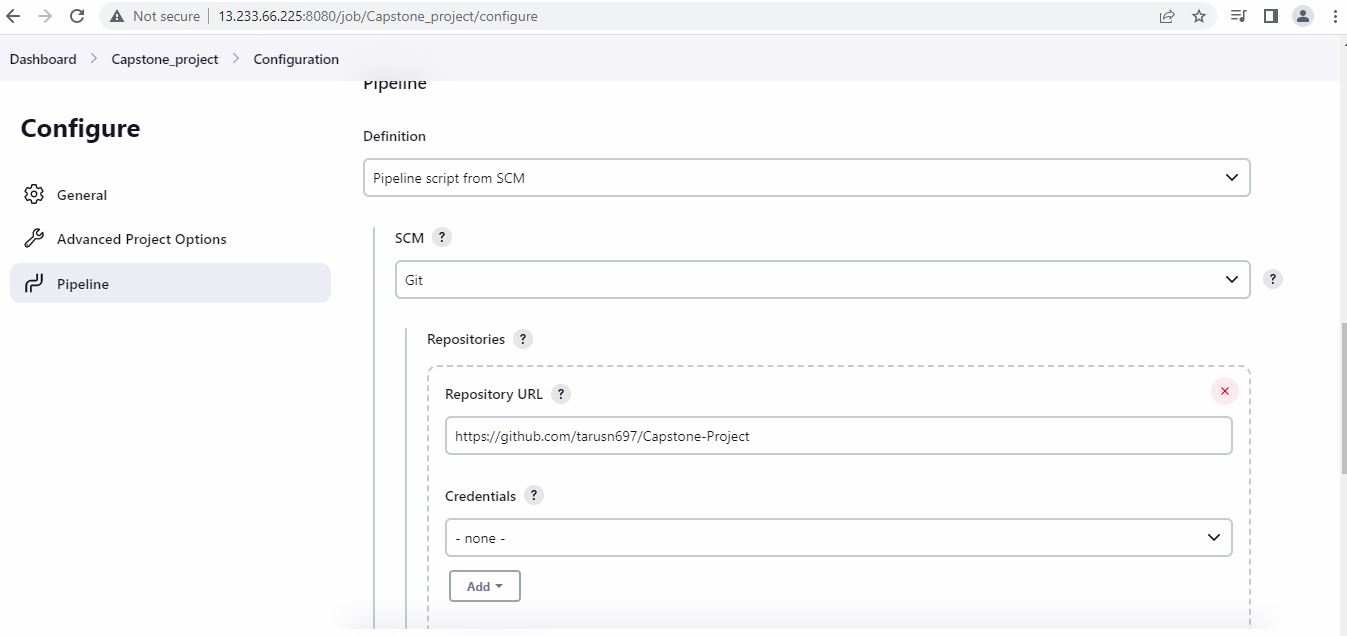 Not secure 13.233.66.225:8080/job/Capstone_project/configure
Dashboard > Capstone_project > Configuration
Pipeline
Configure
Definition
Pipeline script from SCM
General
Advanced Project Options
SCM ?
Pipeline
Git ?
Repositories ?
Repository URL ?
https://github.com/tarusn697/Capstone-Project
Credentials ?
- none -
Add